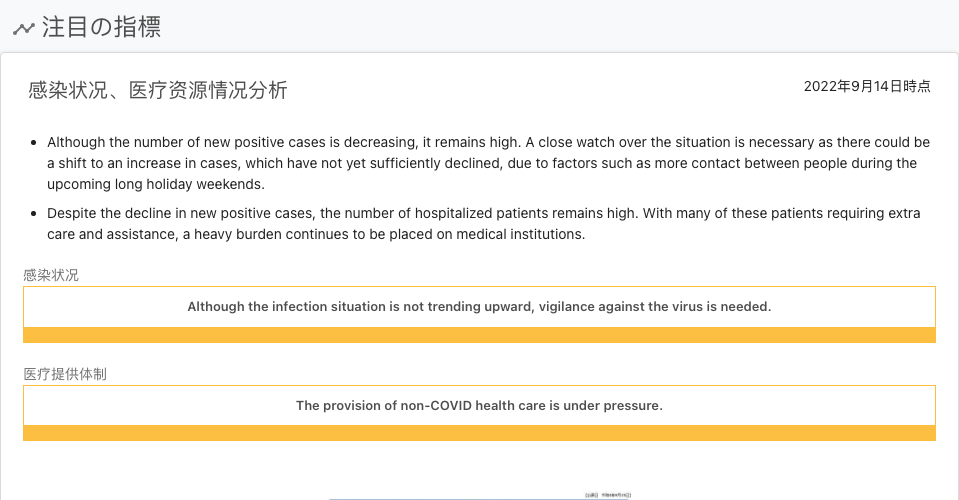 注目の指標
感染状况、医疗资源情况分析
2022年9月14日時点
Although the number of new positive cases is decreasing, it remains high. A close watch over the situation is necessary as there could be
a shift to an increase in cases, which have not yet sufficiently declined, due to factors such as more contact between people during the
upcoming long holiday weekends.
Despite the decline in new positive cases, the number of hospitalized patients remains high. With many of these patients requiring extra
care and assistance, a heavy burden continues to be placed on medical institutions.
感染状况
Although the infection situation is not trending upward, vigilance against the virus is needed.
医疗提供体制
The provision of non-COVID health care is under pressure.